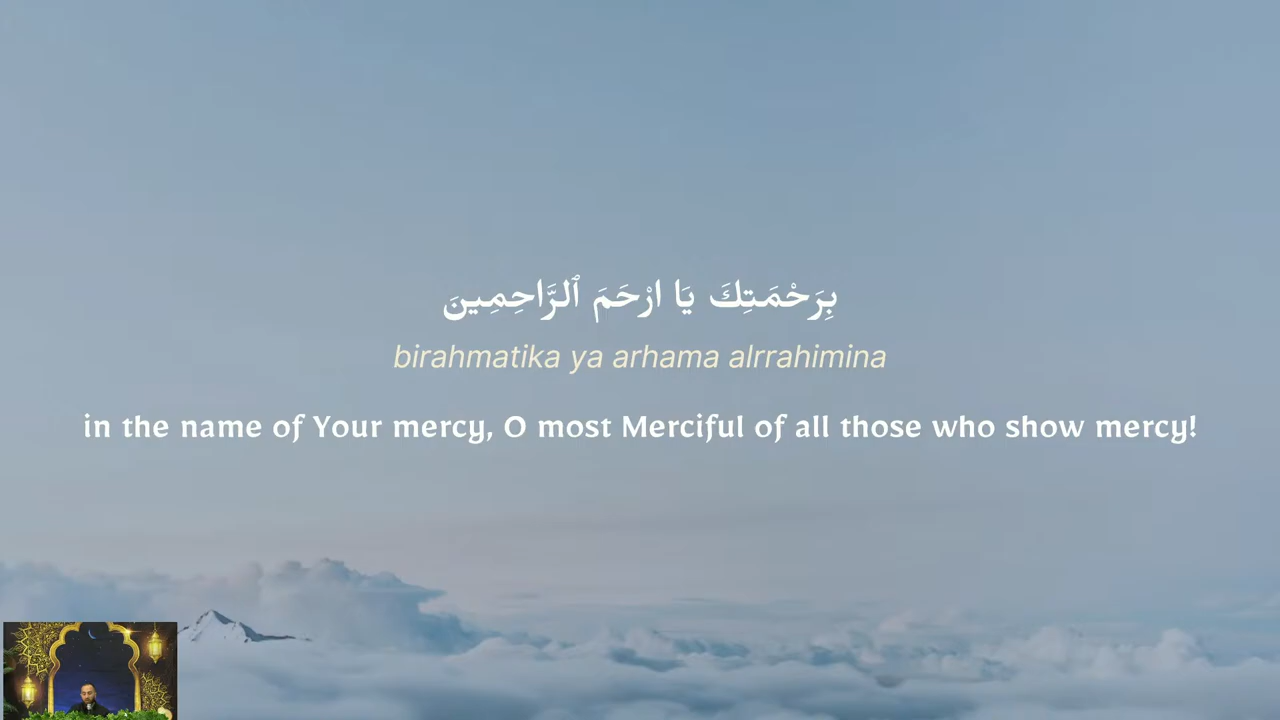 بِرَحْمَتِكَ يَا ارْحَمَ ٱلرَّاحِمِينَ
birahmatika ya arhama alrrahimina
in the name of Your mercy, O most Merciful of all those who show mercy!